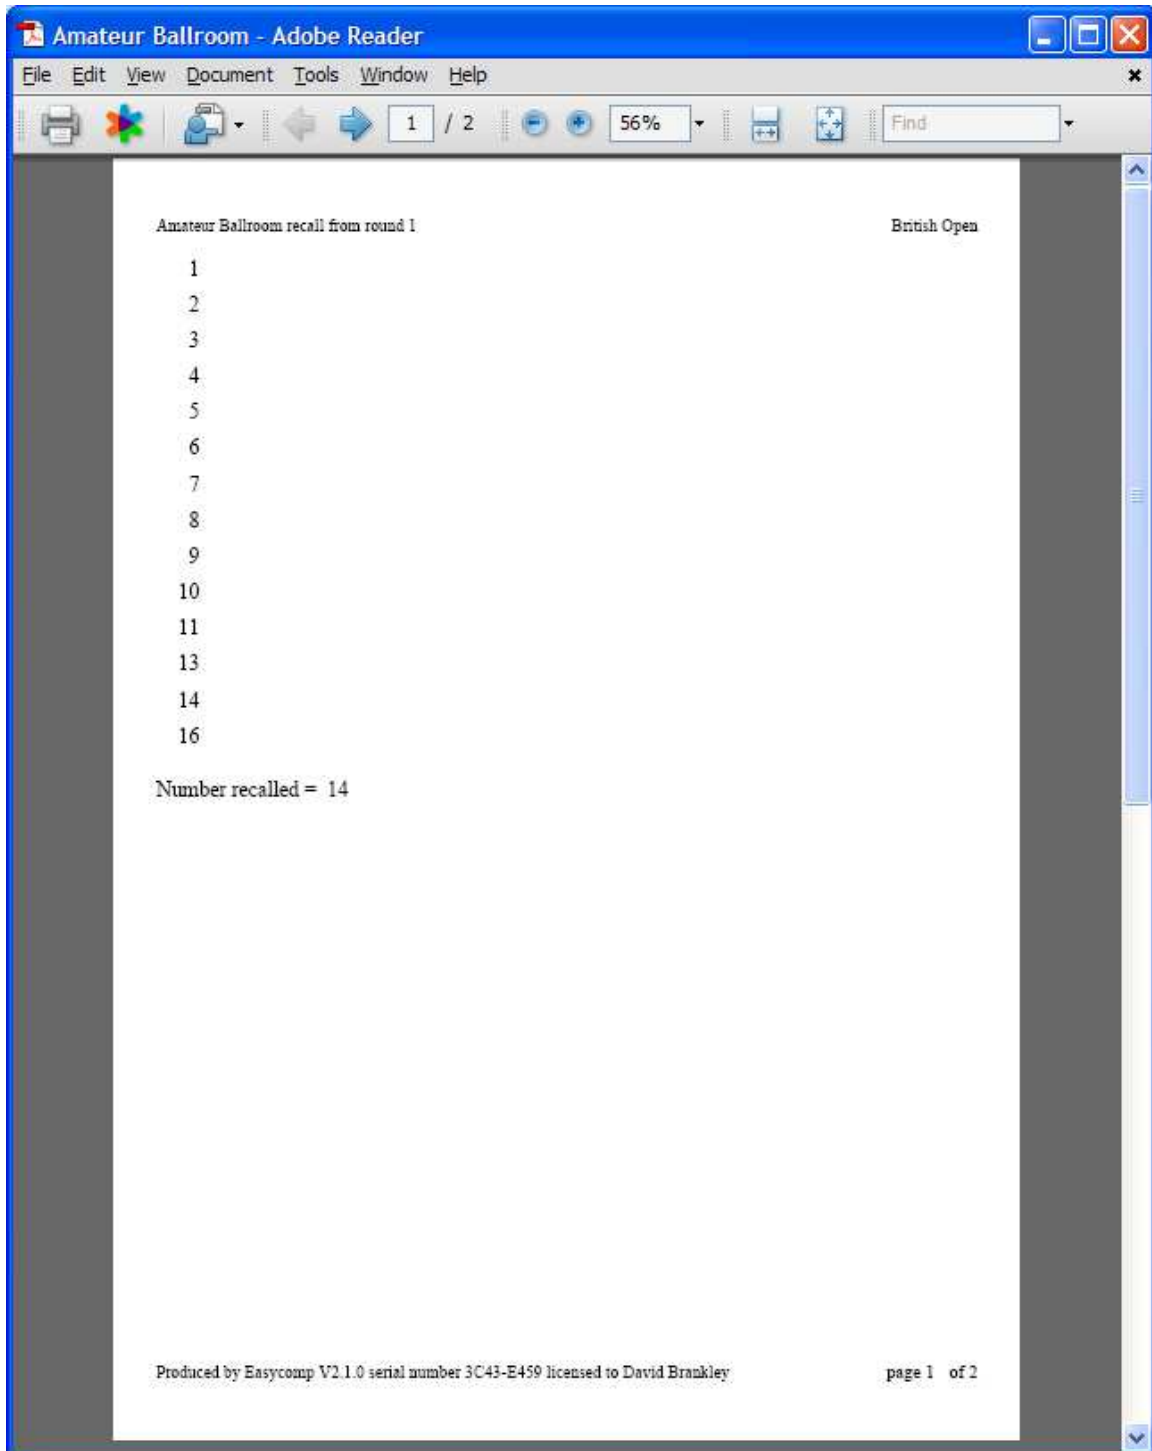 Amateur Ballroom - Adobe Reader
File Edit View Document Tools Window Help
1 / 2 56% Find
Amateur Ballroom recall from round 1 British Open
1
2
3
4
5
6
7
8
9
10
11
13
14
16
Number recalled = 14
Produced by Easycomp V2.1.0 serial number 3C43-E459 licensed to David Brankley page 1 of 2